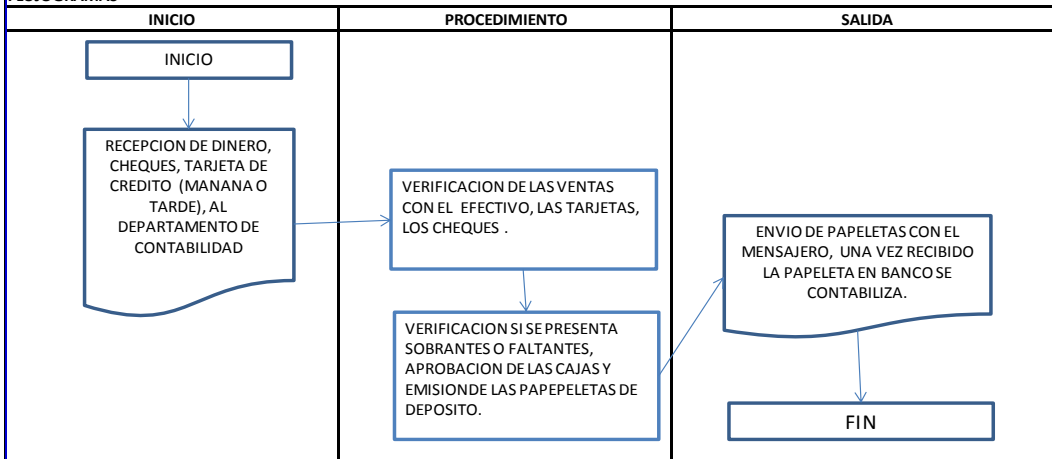 INICIO
PROCEDIMIENTO
SALIDA
INICIO
RECEPCION DE DINERO,
CHEQUES, TARJETA DE
CREDITO (MANANA O
TARDE), AL
DEPARTAMENTO DE
CONTABILIDAD
VERIFICACION DE LAS VENTAS
CON EL EFECTIVO, LAS TARJETAS,
LOS CHEQUES .
VERIFICACION SI SE PRESENTA
SOBRANTES O FALTANTES,
APROBACION DE LAS CAJAS Y
EMISIONDE LAS PAPEPELETAS DE
DEPOSITO.
ENVIO DE PAPELETAS CON EL
MENSAJERO, UNA VEZ RECIBIDO
LA PAPELETA EN BANCO SE
CONTABILIZA.
FIN